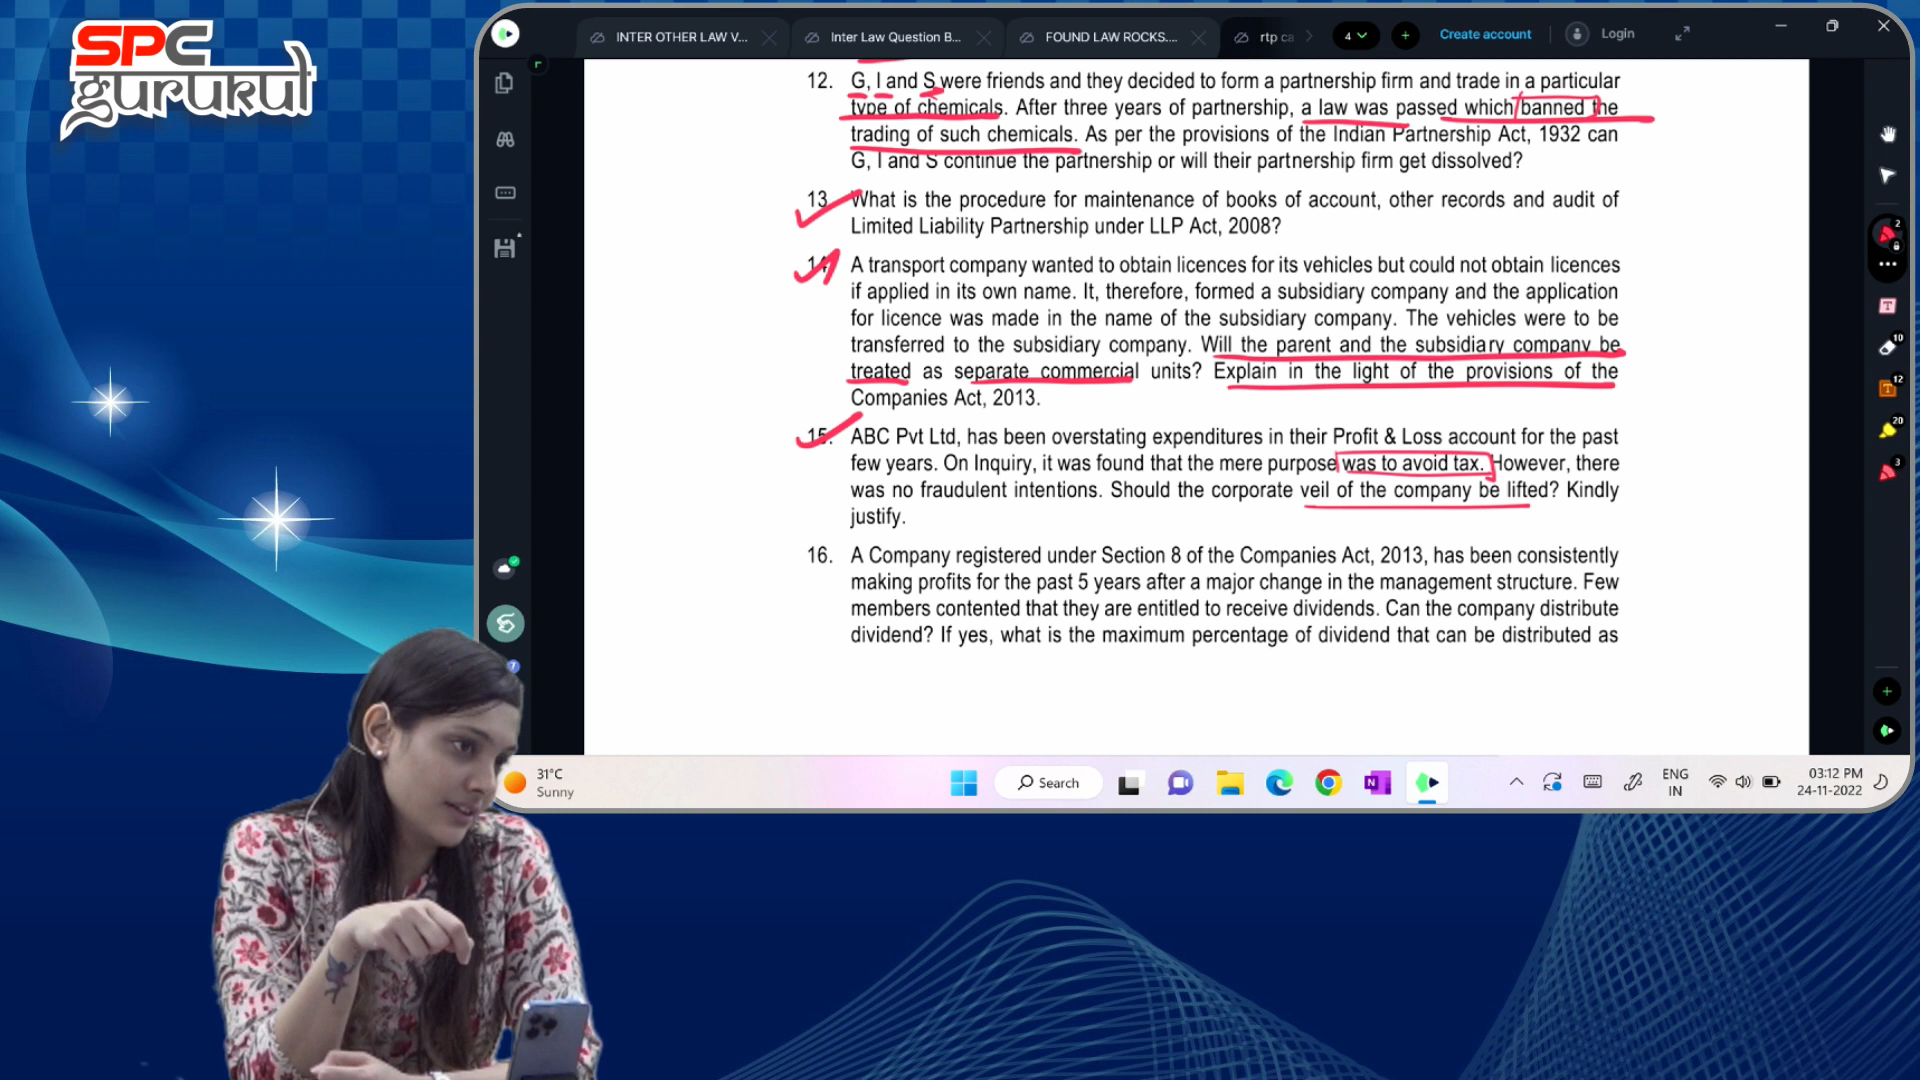 SPC
gurukul
INTER OTHER LAW V...
Inter Law Question B...
FOUND LAW ROCKS....
rtp ca
4
Create account
Login
12. G, I and S were friends and they decided to form a partnership firm and trade in a particular
type of chemicals. After three years of partnership, a law was passed which banned the
trading of such chemicals. As per the provisions of the Indian Partnership Act, 1932 can
G, I and S continue the partnership or will their partnership firm get dissolved?
13. What is the procedure for maintenance of books of account, other records and audit of
Limited Liability Partnership under LLP Act, 2008?
14. A transport company wanted to obtain licences for its vehicles but could not obtain licences
if applied in its own name. It, therefore, formed a subsidiary company and the application
for licence was made in the name of the subsidiary company. The vehicles were to be
transferred to the subsidiary company. Will the parent and the subsidiary company be
treated as separate commercial units? Explain in the light of the provisions of the
Companies Act, 2013.
15. ABC Pvt Ltd, has been overstating expenditures in their Profit & Loss account for the past
few years. On Inquiry, it was found that the mere purpose was to avoid tax. However, there
was no fraudulent intentions. Should the corporate veil of the company be lifted? Kindly
justify.
16. A Company registered under Section 8 of the Companies Act, 2013, has been consistently
making profits for the past 5 years after a major change in the management structure. Few
members contented that they are entitled to receive dividends. Can the company distribute
dividend? If yes, what is the maximum percentage of dividend that can be distributed as
2
10
12
20
3
7
31°C
Sunny
Search
ENG
IN
03:12 PM
24-11-2022